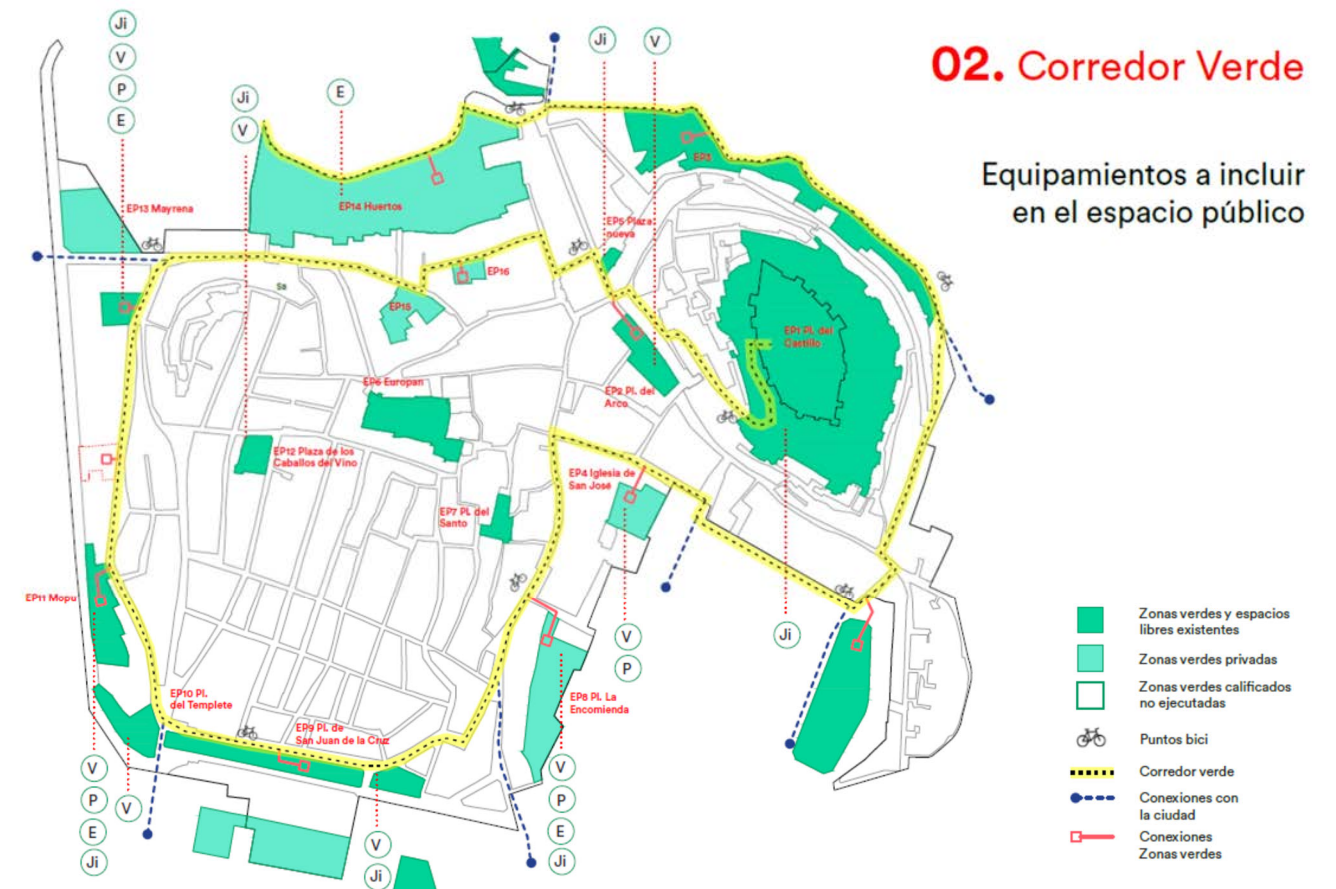 02. Corredor Verde
Equipamientos a incluir
en el espacio público
Ji
V
P
E
Ji
V
E
Ji
V
EP13 Mayrena
EP14 Huertos
EP3
EP5 Plaza
nueva
EP16
EP15
EP1 Pl. del
Castillo
EP6 Europan
EP2 Pl. del
Arco
EP12 Plaza de los
Caballos del Vino
EP4 Iglesia de
San José
EP7 Pl. del
Santo
EP11 Mopu
V
P
Ji
EP10 Pl.
del Templete
EP8 Pl. La
Encomienda
EP9 Pl. de
San Juan de la Cruz
V
P
E
Ji
V
V
Ji
V
P
E
Ji
Zonas verdes y espacios
libres existentes
Zonas verdes privadas
Zonas verdes calificados
no ejecutadas
Puntos bici
Corredor verde
Conexiones con
la ciudad
Conexiones
Zonas verdes